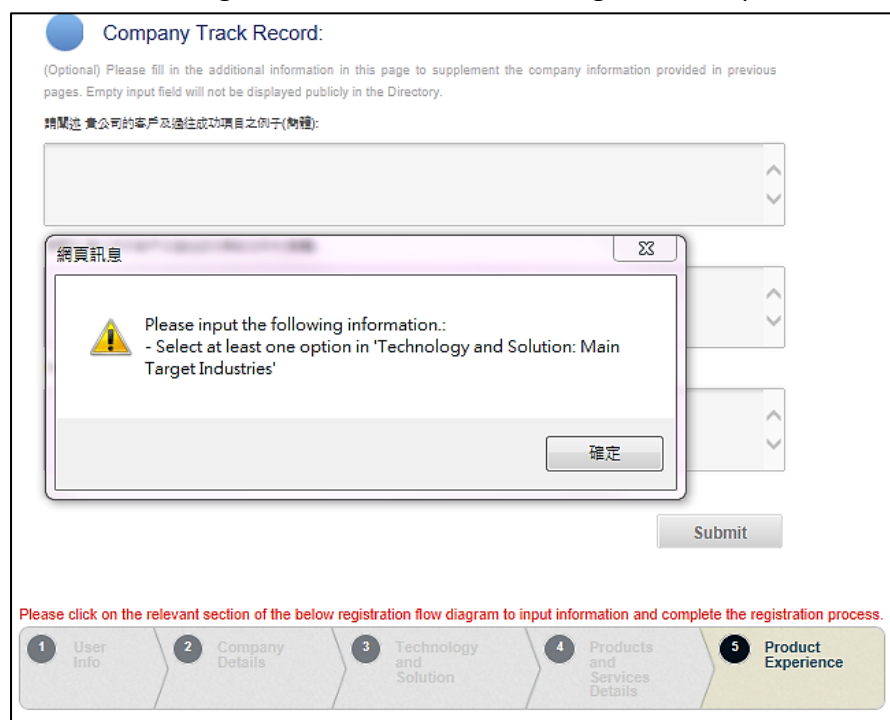 Company Track Record:
(Optional) Please fill in the additional information in this page to supplement the company information provided in previous
pages. Empty input field will not be displayed publicly in the Directory.
請闡述 貴公司的客戶及過往成功項目之例子(簡體):
網頁訊息
Please input the following information.:
- Select at least one option in 'Technology and Solution: Main
Target Industries'
確定
Submit
Please click on the relevant section of the below registration flow diagram to input information and complete the registration process.
1 User
Info
2 Company
Details
3 Technology
and
Solution
4 Products
and
Services
Details
5 Product
Experience